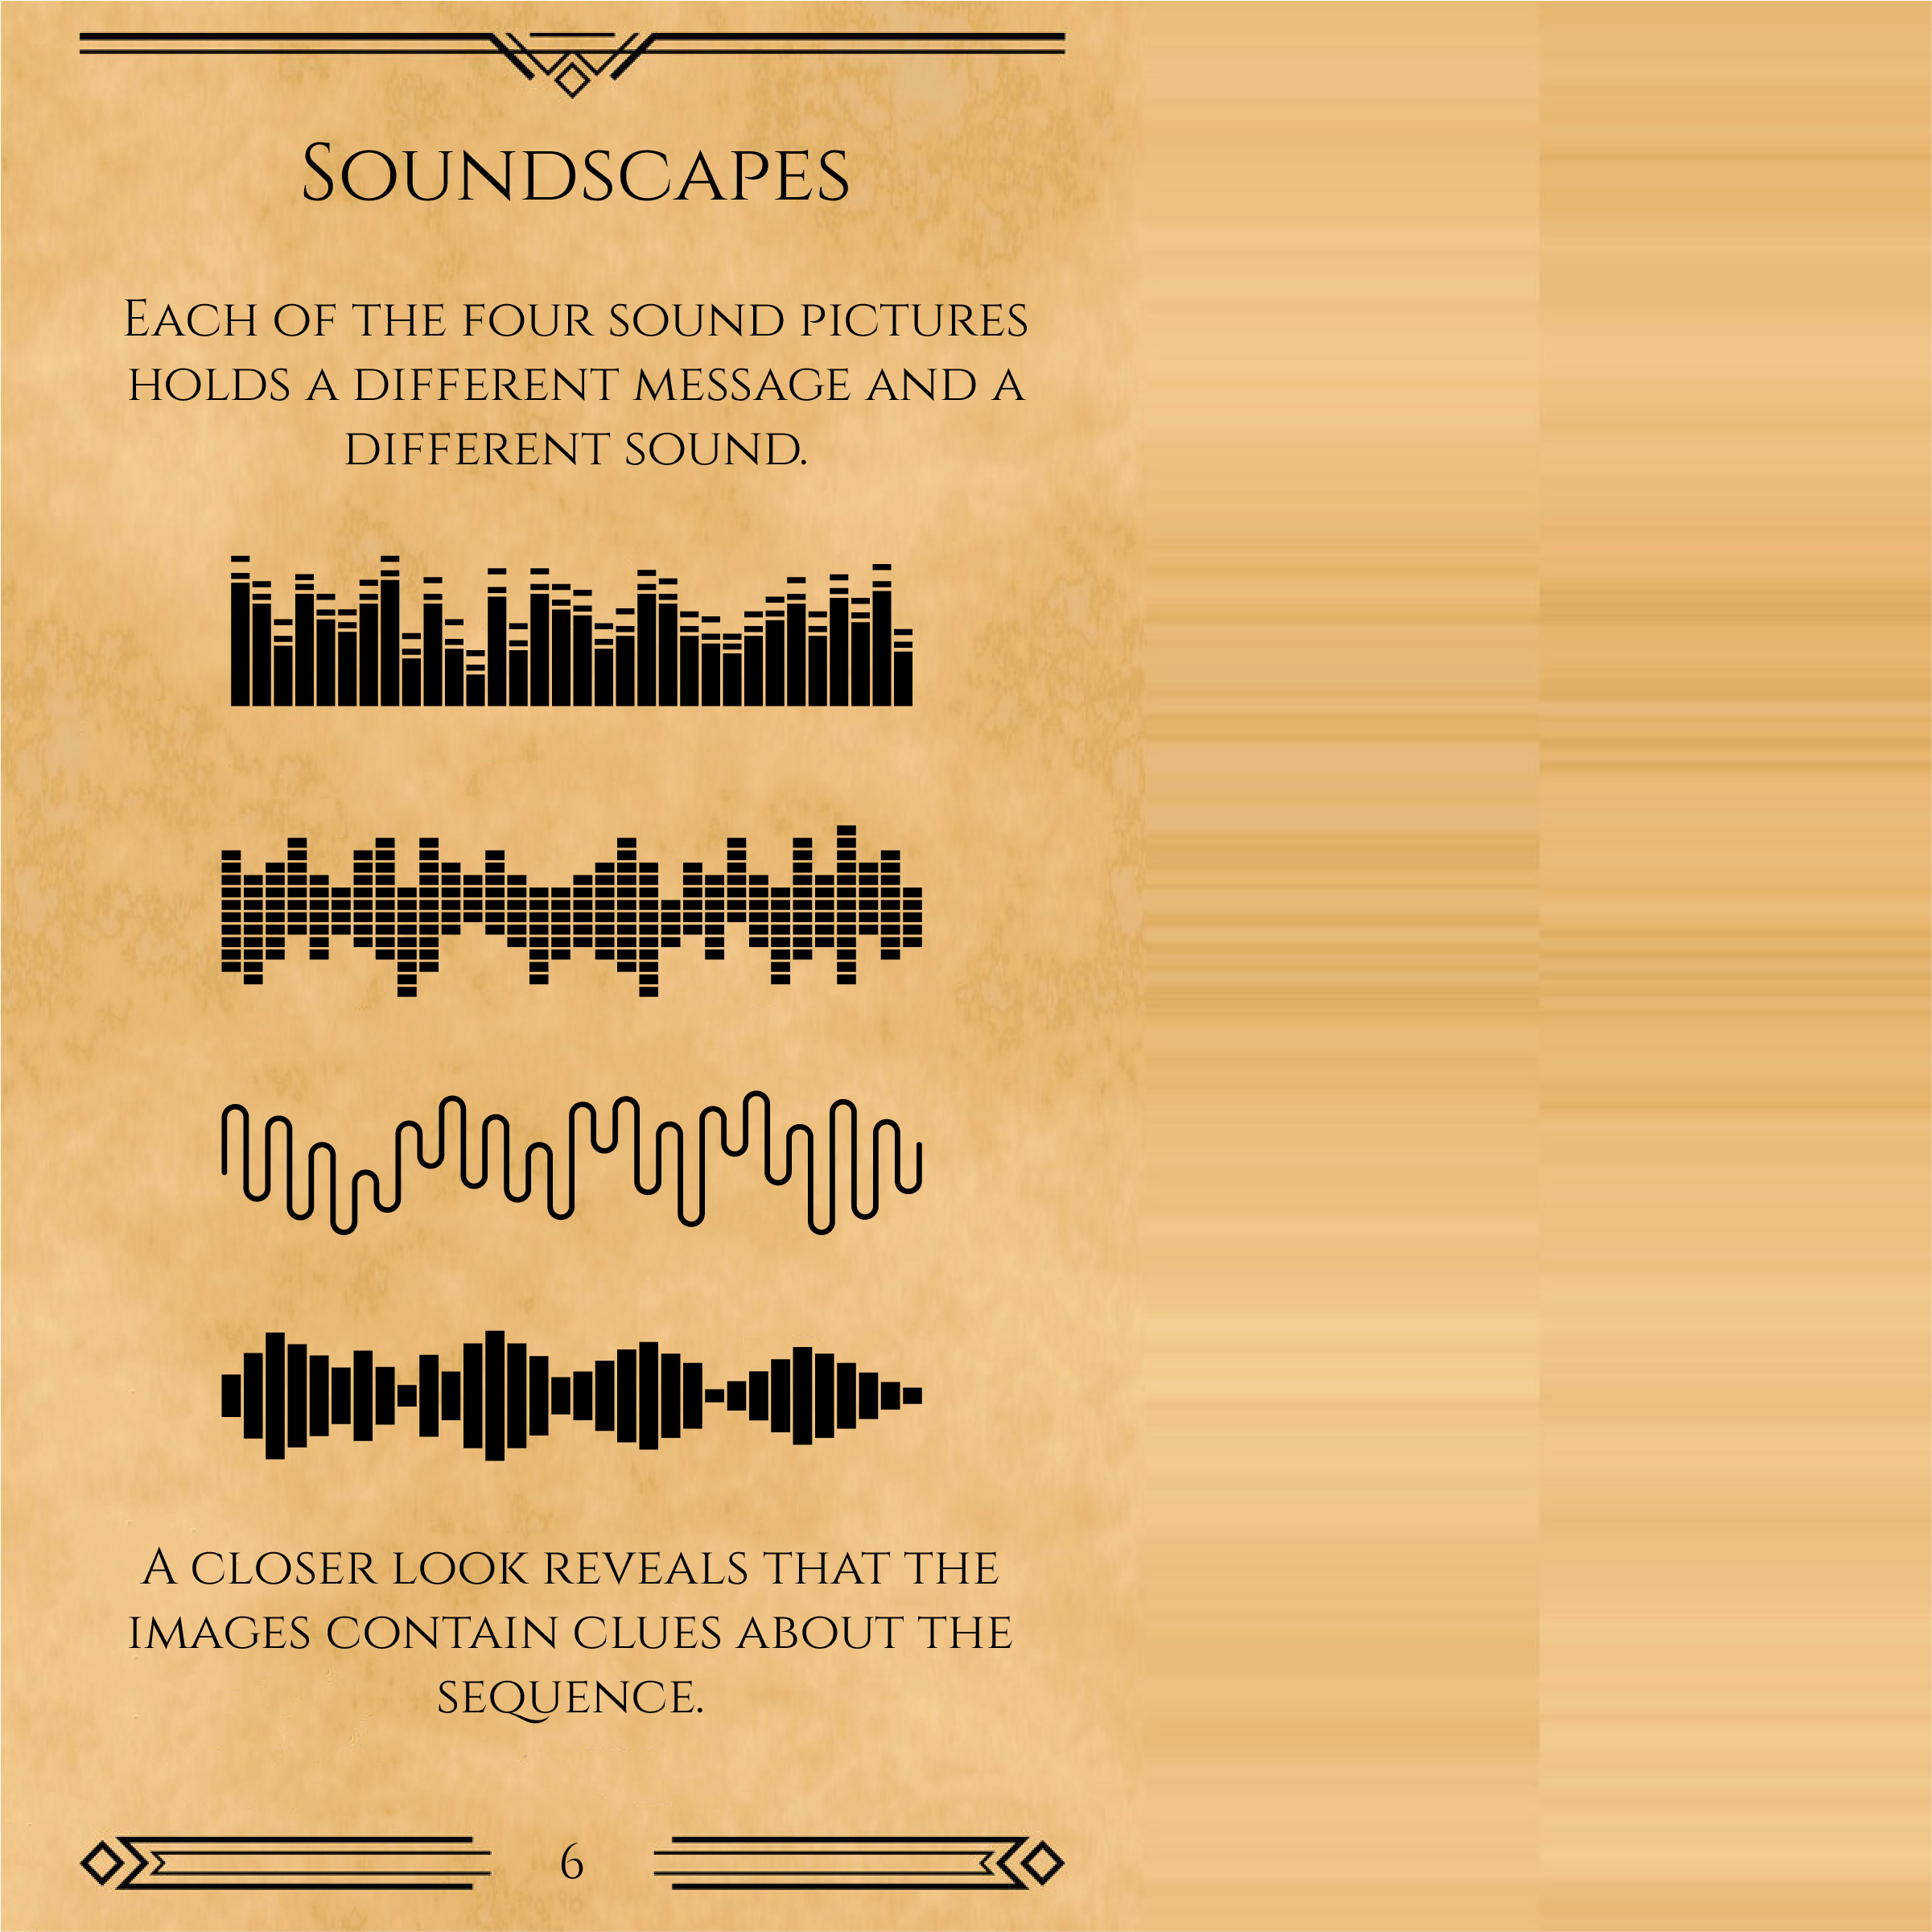 Soundscapes
Each of the four sound pictures
holds a different message and a
different sound.
A closer look reveals that the
images contain clues about the
sequence.
6